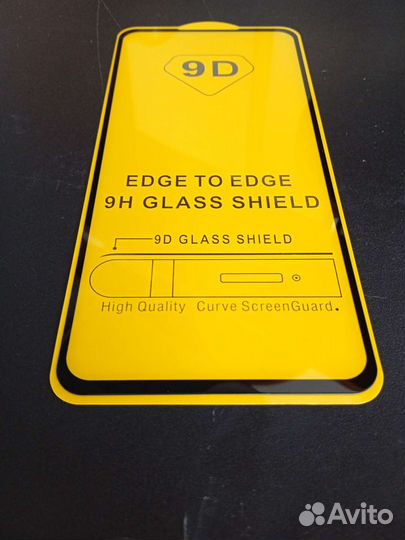 9D
EDGE TO EDGE
9H GLASS SHIELD
9D GLASS SHIELD
High Quality Curve ScreenGuard.
Avito